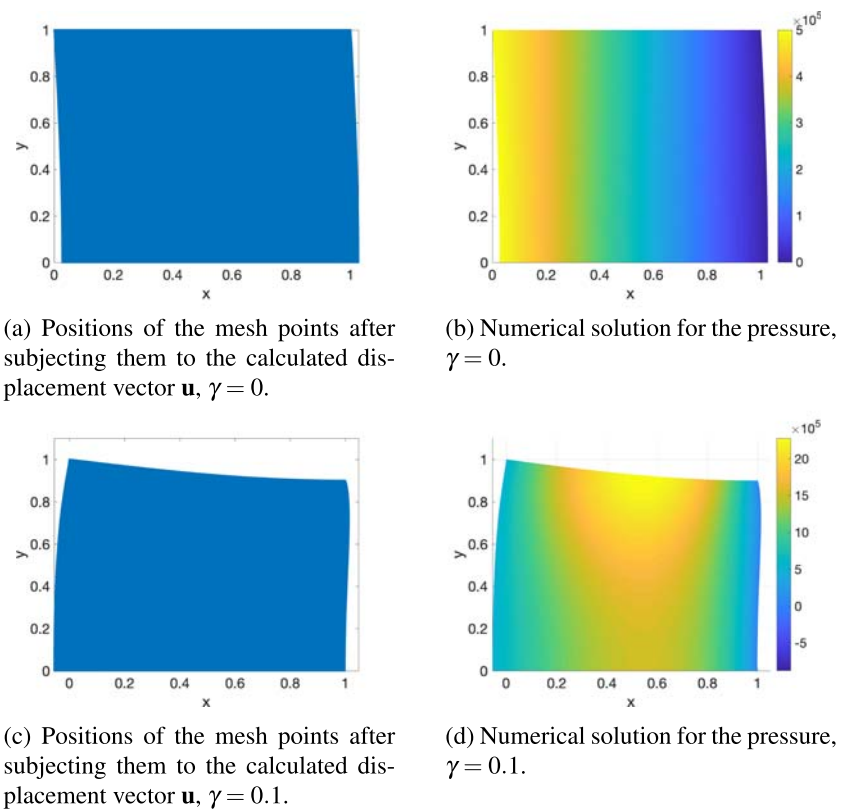 1
0.8
0.6
y
0.4
0.2
0
0 0.2 0.4 0.6 0.8 1
x
×10⁵
1
0.8
0.6
y
0.4
0.2
0
0 0.2 0.4 0.6 0.8 1
x
5
4
3
2
1
0
(a) Positions of the mesh points after
subjecting them to the calculated dis-
placement vector u, γ = 0.
(b) Numerical solution for the pressure,
γ = 0.
1
0.8
0.6
y
0.4
0.2
0
0 0.2 0.4 0.6 0.8 1
x
×10⁵
1
0.8
0.6
y
0.4
0.2
0
0 0.2 0.4 0.6 0.8 1
x
20
15
10
5
0
-5
(c) Positions of the mesh points after
subjecting them to the calculated dis-
placement vector u, γ = 0.1.
(d) Numerical solution for the pressure,
γ = 0.1.